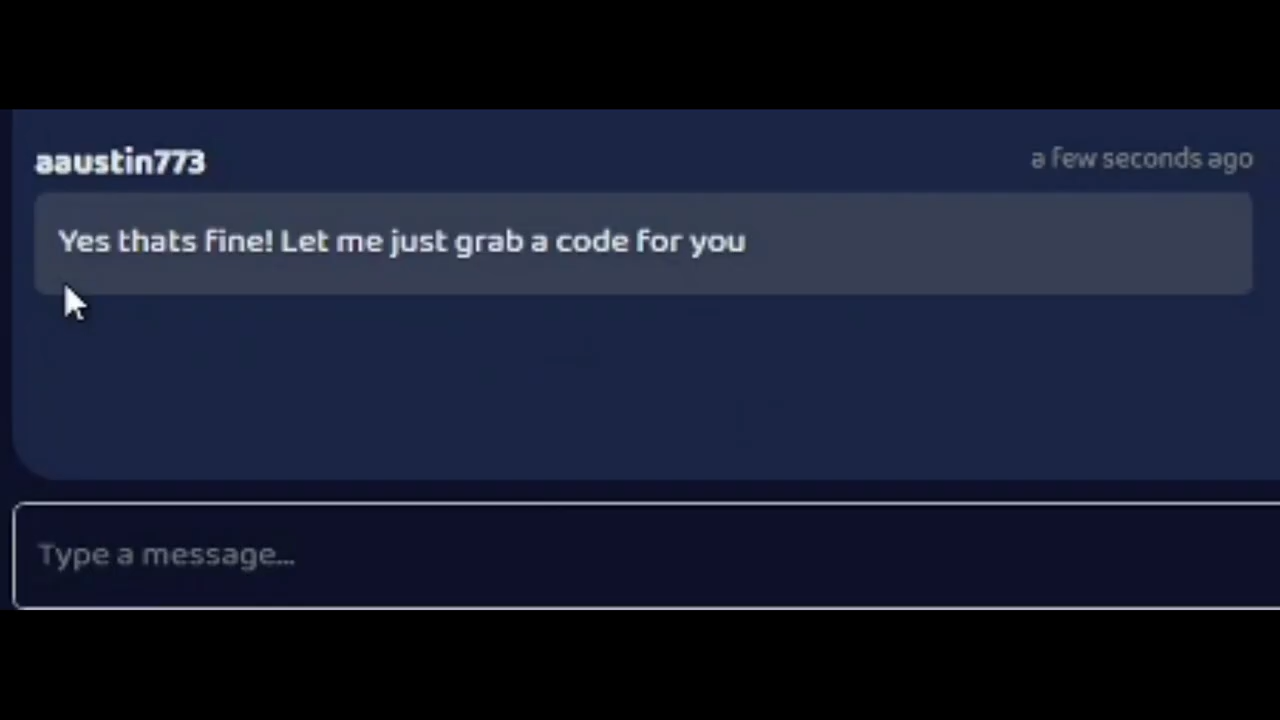 aaustin773
a few seconds ago
Yes thats fine! Let me just grab a code for you
Type a message...